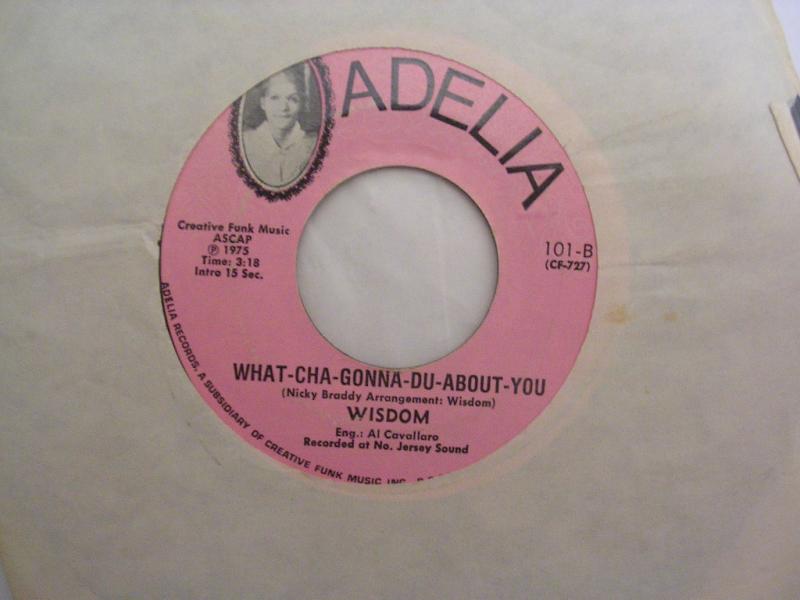 ADELIA
Creative Funk Music
ASCAP
℗ 1975
Time: 3:18
Intro 15 Sec.
101-B
(CF-727)
WHAT-CHA-GONNA-DU-ABOUT-YOU
(Nicky Braddy Arrangement: Wisdom)
WISDOM
Eng.: Al Cavallaro
Recorded at No. Jersey Sound
ADELIA RECORDS, A SUBSIDIARY OF CREATIVE FUNK MUSIC INC.